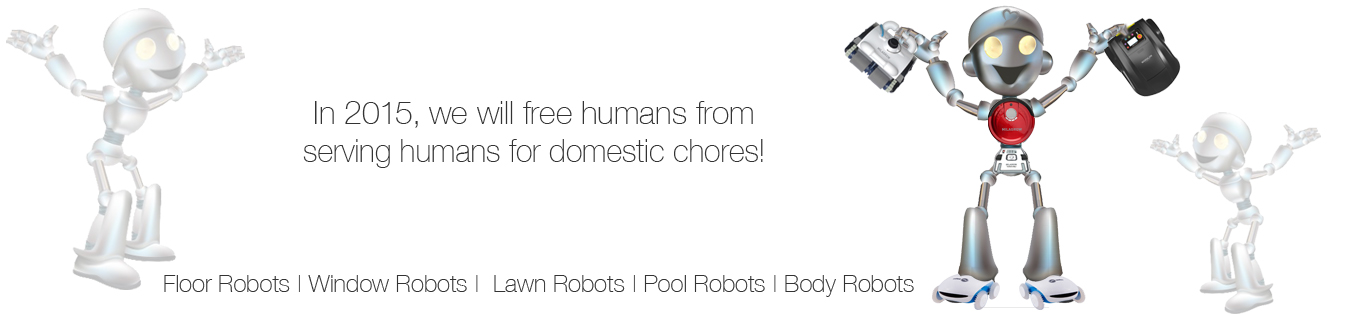 In 2015, we will free humans from
serving humans for domestic chores!
Floor Robots | Window Robots | Lawn Robots | Pool Robots | Body Robots